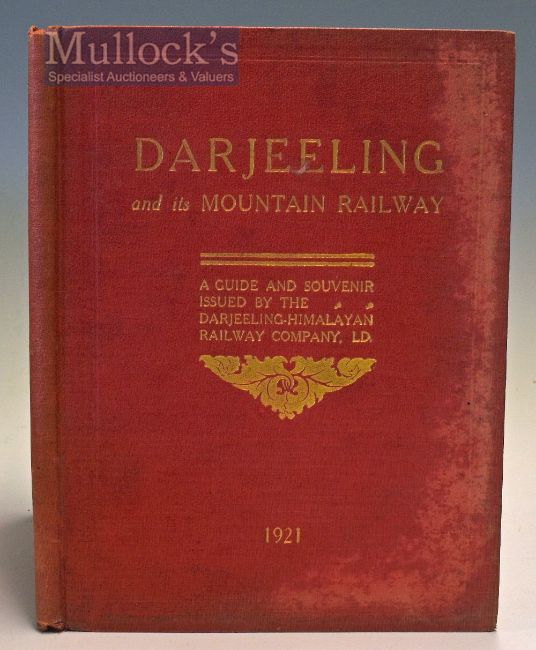 Mullock's
Specialist Auctioneers & Valuers
DARJEELING
and its MOUNTAIN RAILWAY
A GUIDE AND SOUVENIR
ISSUED BY THE
DARJEELING-HIMALAYAN
RAILWAY COMPANY, LD.
1921